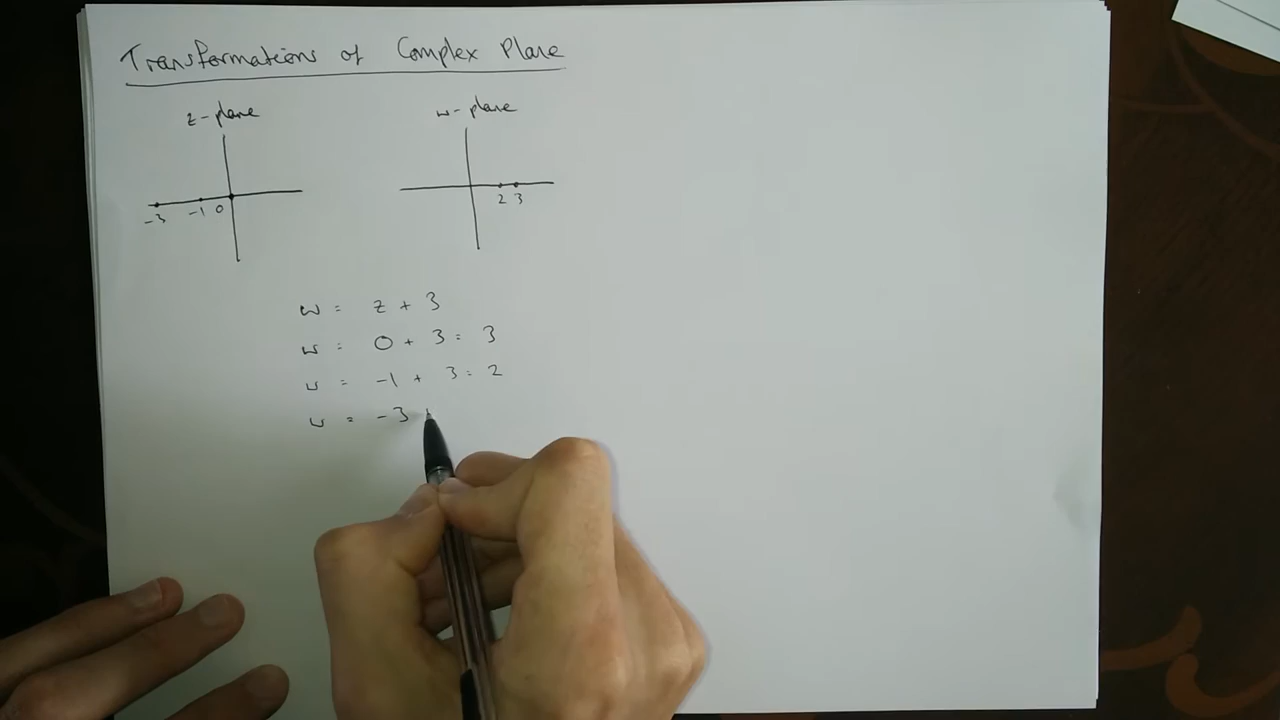 Transformations of Complex Plane
z-plane
w-plane
-3 -1 0
2 3
w = z + 3
w = 0 + 3 = 3
w = -1 + 3 = 2
w = -3